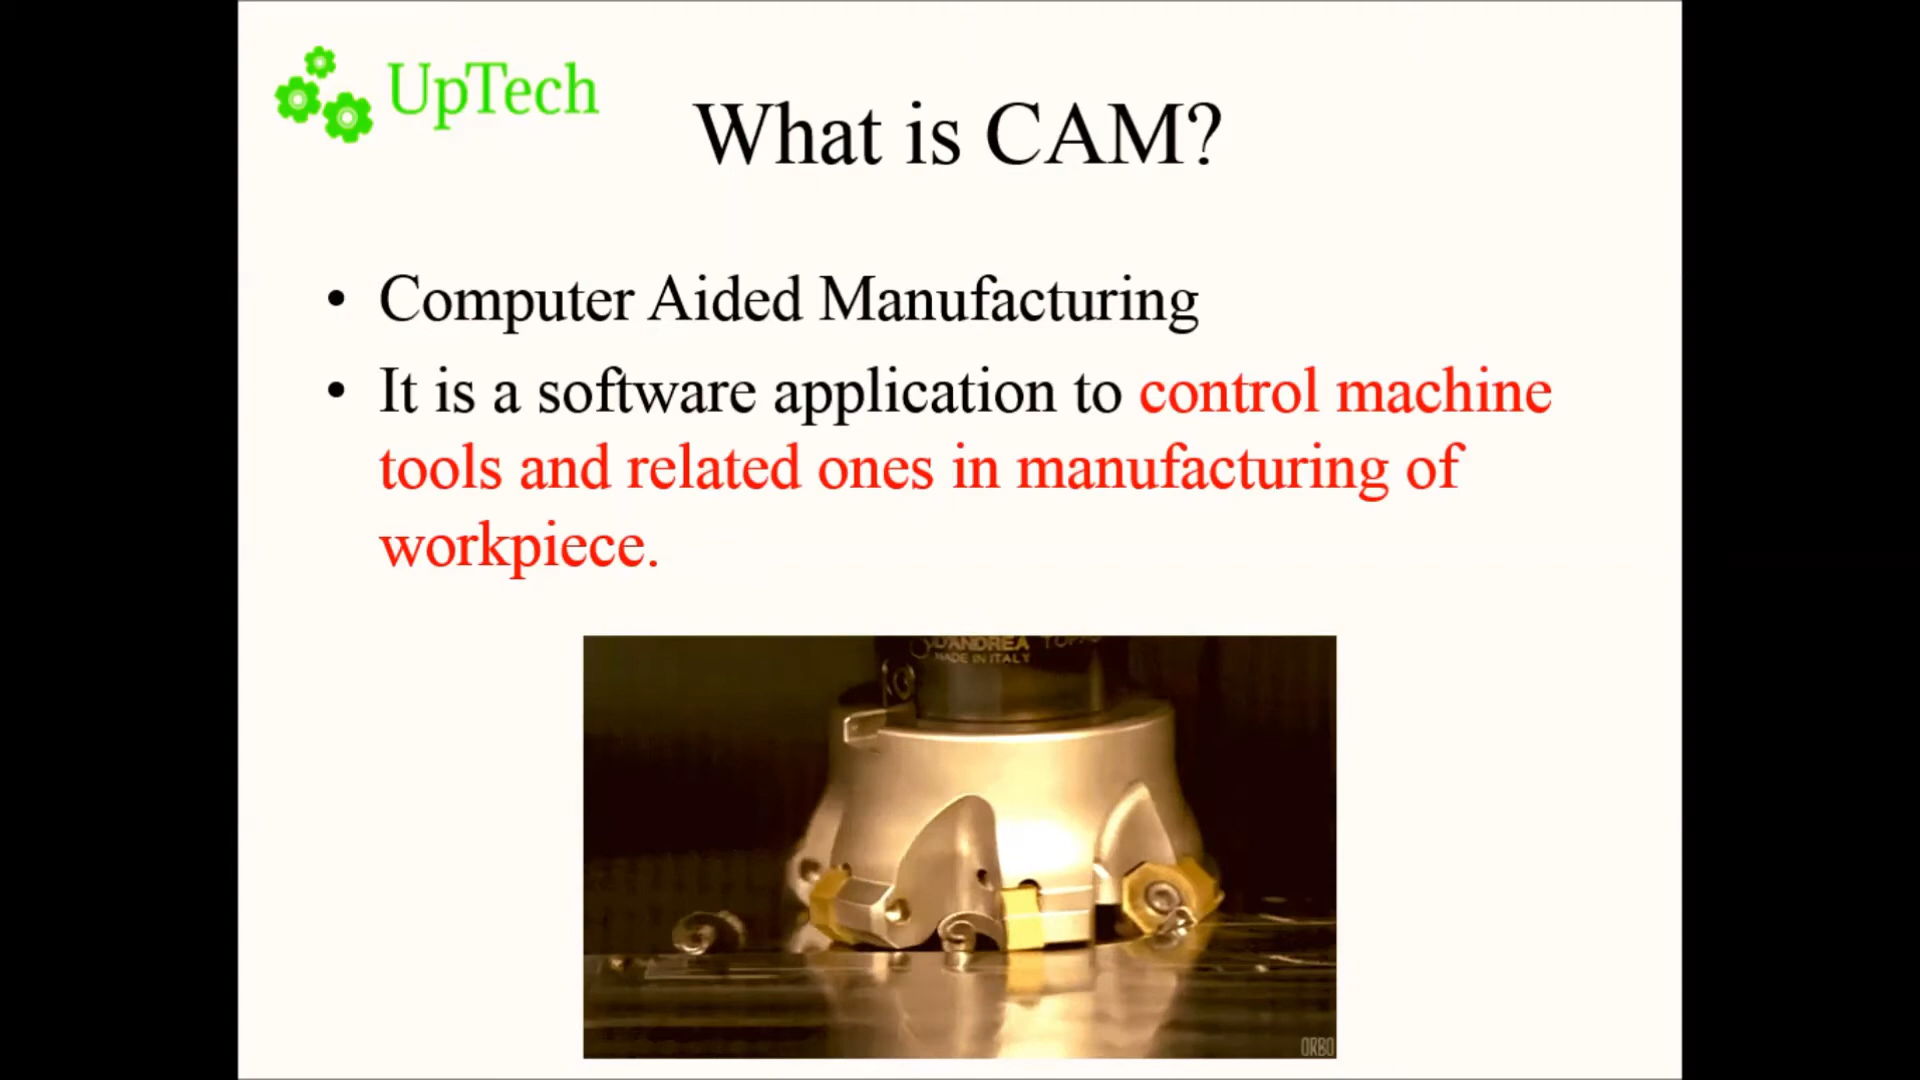 UpTech
What is CAM?
• Computer Aided Manufacturing
• It is a software application to control machine
tools and related ones in manufacturing of
workpiece.
D'ANDREA
MADE IN ITALY
ORBO